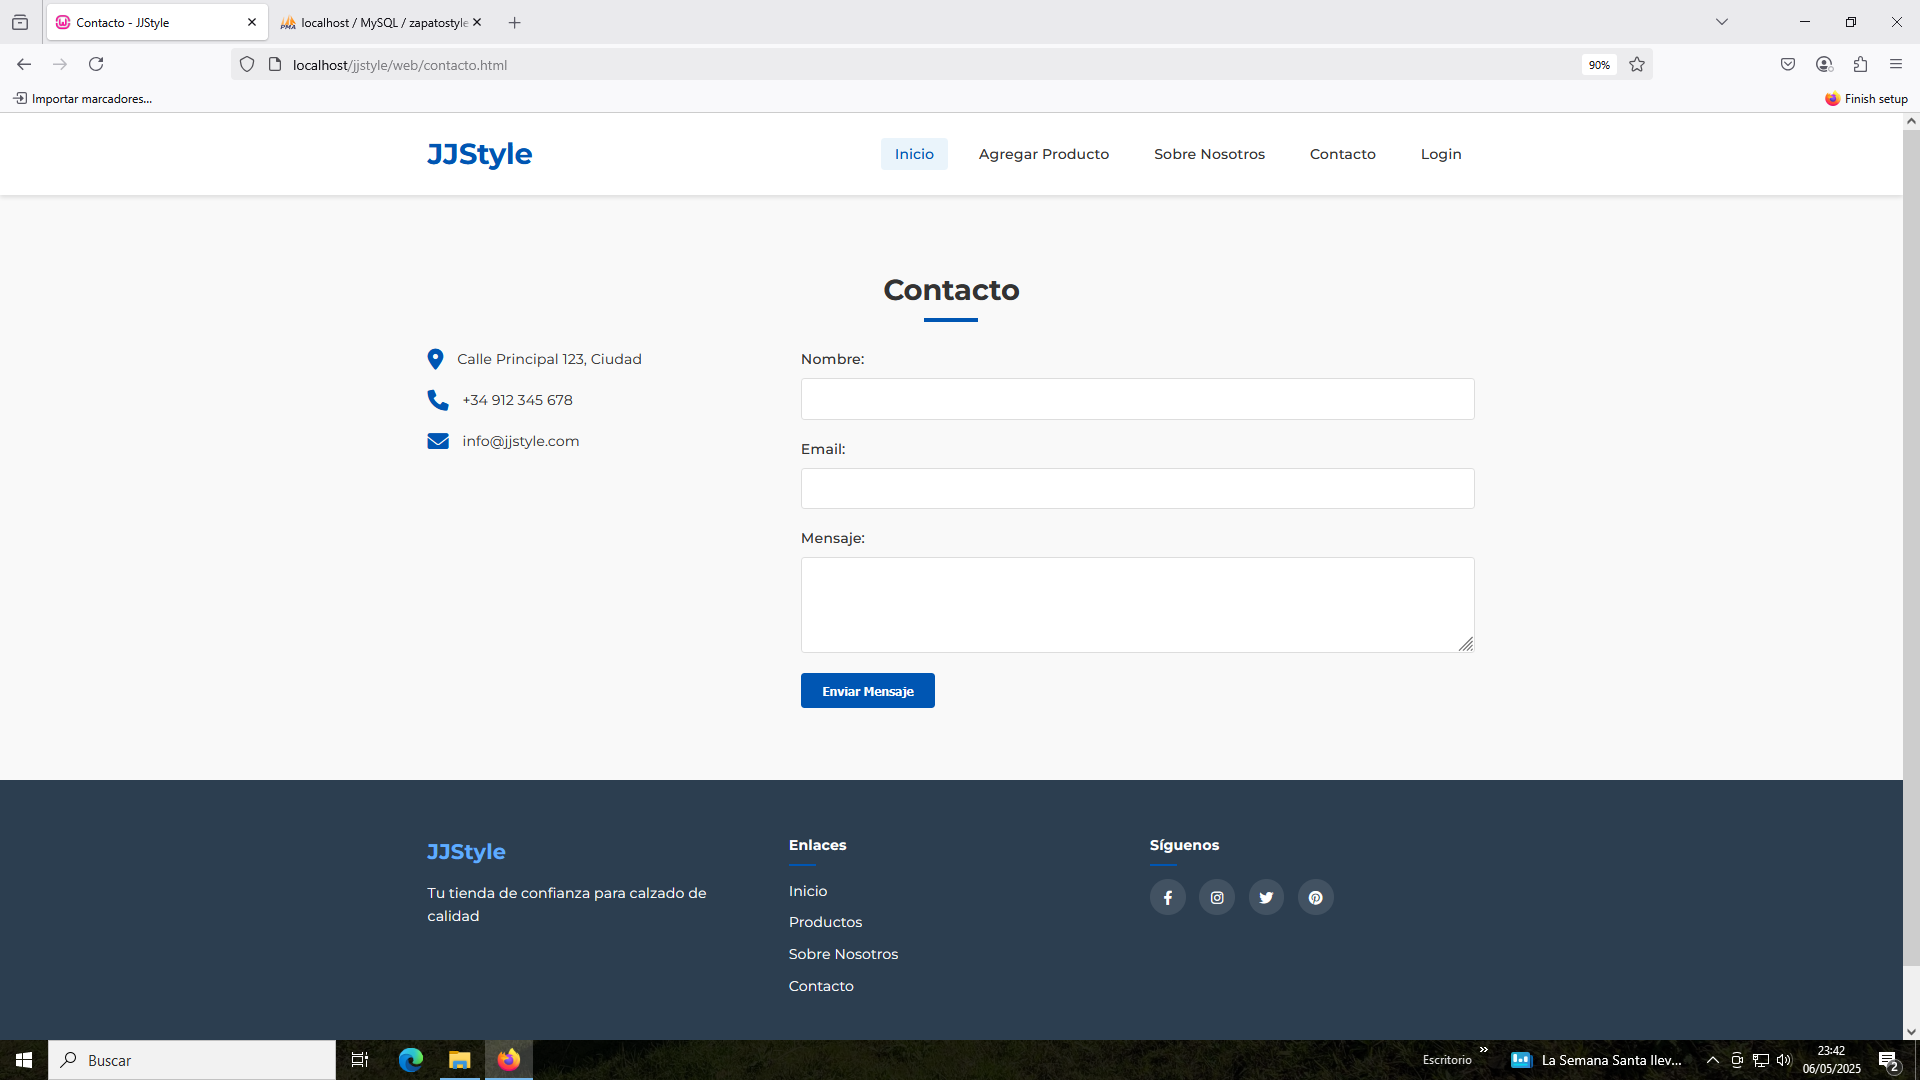 Contacto - JJStyle
localhost / MySQL / zapatostyle
localhost/jjstyle/web/contacto.html
90%
Importar marcadores...
Finish setup
JJStyle
Inicio
Agregar Producto
Sobre Nosotros
Contacto
Login
Contacto
Calle Principal 123, Ciudad
+34 912 345 678
info@jjstyle.com
Nombre:
Email:
Mensaje:
Enviar Mensaje
JJStyle
Tu tienda de confianza para calzado de
calidad
Enlaces
Inicio
Productos
Sobre Nosotros
Contacto
Síguenos
Buscar
Escritorio
La Semana Santa llev...
23:42
06/05/2025
2